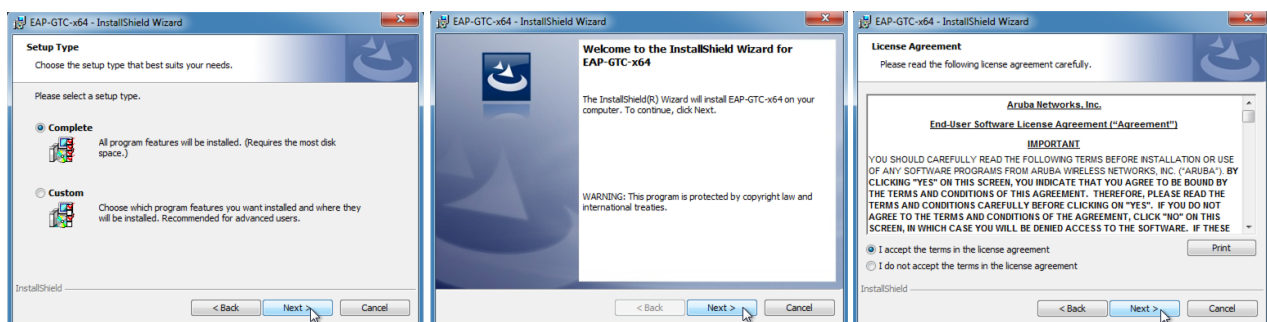 EAP-GTC-x64 - InstallShield Wizard
Setup Type
Choose the setup type that best suits your needs.
Please select a setup type.
Complete
All program features will be installed. (Requires the most disk
space.)
Custom
Choose which program features you want installed and where they
will be installed. Recommended for advanced users.
InstallShield
< Back
Next >
Cancel
EAP-GTC-x64 - InstallShield Wizard
Welcome to the InstallShield Wizard for
EAP-GTC-x64
The InstallShield(R) Wizard will install EAP-GTC-x64 on your
computer. To continue, click Next.
WARNING: This program is protected by copyright law and
international treaties.
< Back
Next >
Cancel
EAP-GTC-x64 - InstallShield Wizard
License Agreement
Please read the following license agreement carefully.
Aruba Networks, Inc.
End-User Software License Agreement (“Agreement”)
IMPORTANT
YOU SHOULD CAREFULLY READ THE FOLLOWING TERMS BEFORE INSTALLATION OR USE
OF ANY SOFTWARE PROGRAMS FROM ARUBA WIRELESS NETWORKS, INC. (“ARUBA”). BY
CLICKING "YES" ON THIS SCREEN, YOU INDICATE THAT YOU AGREE TO BE BOUND BY
THE TERMS AND CONDITIONS OF THIS AGREEMENT. THEREFORE, PLEASE READ THE
TERMS AND CONDITIONS CAREFULLY BEFORE CLICKING ON "YES". IF YOU DO NOT
AGREE TO THE TERMS AND CONDITIONS OF THE AGREEMENT, CLICK "NO" ON THIS
SCREEN, IN WHICH CASE YOU WILL BE DENIED ACCESS TO THE SOFTWARE. IF THESE
I accept the terms in the license agreement
Print
I do not accept the terms in the license agreement
InstallShield
< Back
Next >
Cancel